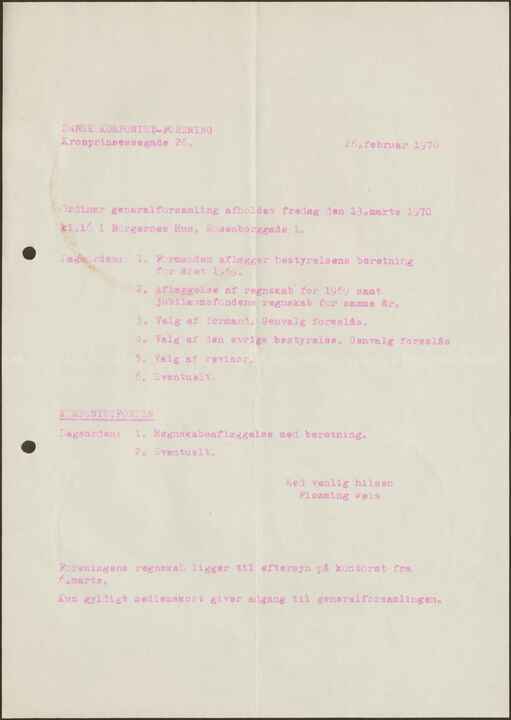 DANSK KOMPONIST-FORENING
Kronprinsessegade 26.
26.februar 1970
Ordinær generalforsamling afholdes fredag den 13.marts 1970
kl.16 i Borgernes Hus, Rosenborggade 1.
Dagsorden: 1. Formanden aflægger bestyrelsens beretning
for året 1969.
2. Aflæggelse af regnskab for 1969 samt
jubilæumsfondens regnskab for samme år.
3. Valg af formand. Genvalg foreslås.
4. Valg af den øvrige bestyrelse. Genvalg foreslås
5. Valg af revisor.
6. Eventuelt.
KOMPONISTFONDEN
Dagsorden: 1. Regnskabsaflæggelse med beretning.
2. Eventuelt.
Med venlig hilsen
Flemming Weis
Foreningens regnskab ligger til eftersyn på kontoret fra
6.marts.
Kun gyldigt medlemskort giver adgang til generalforsamlingen.